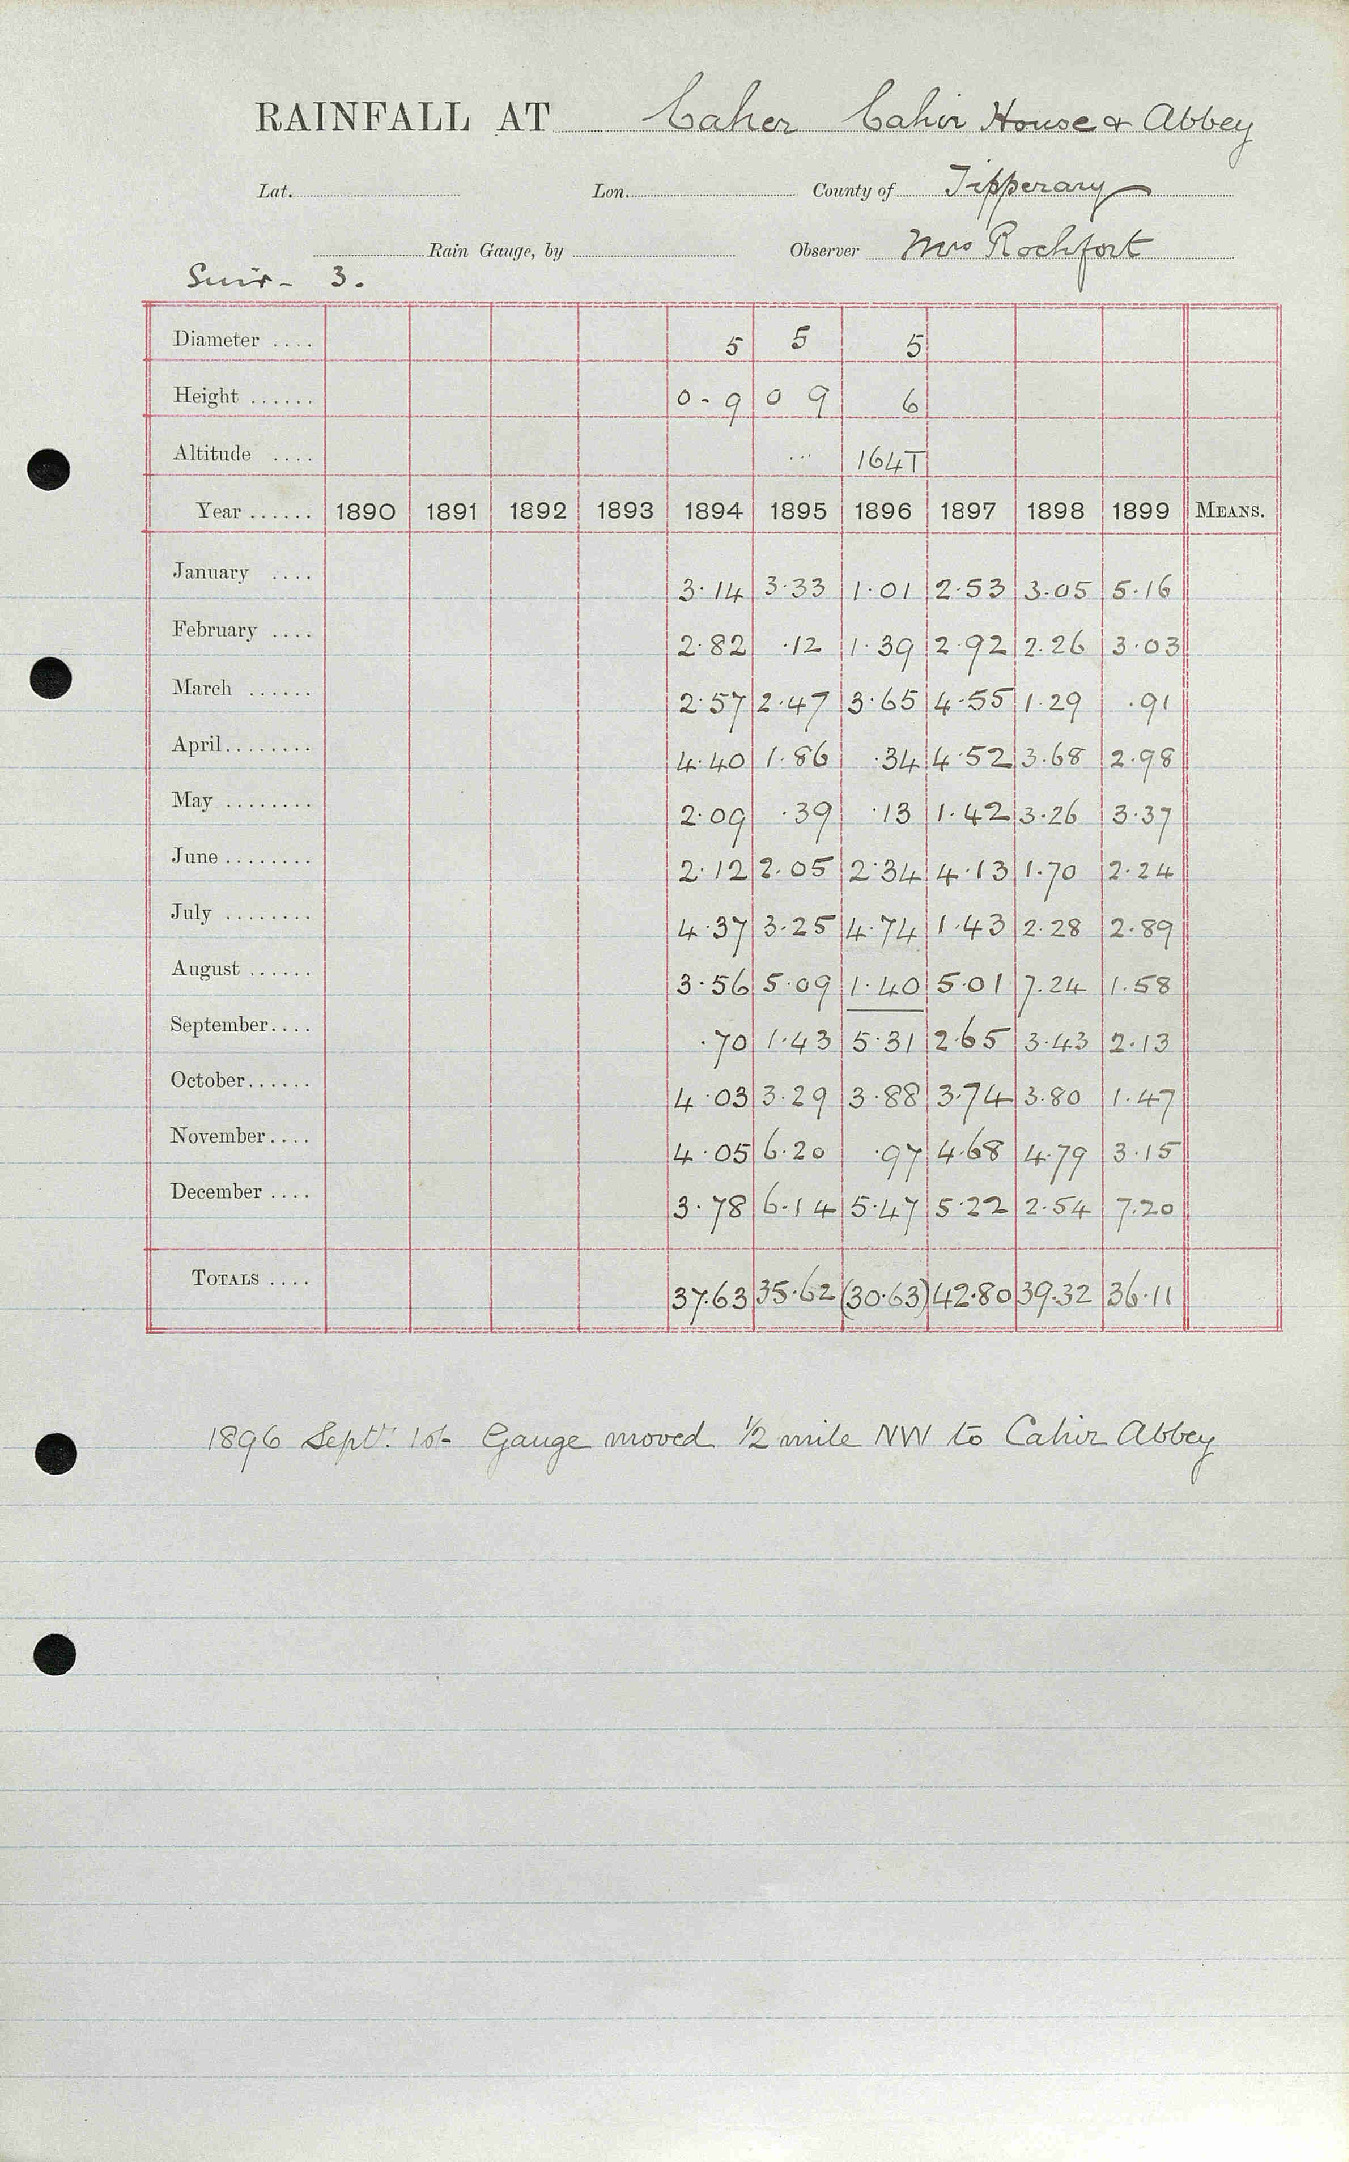 RAINFALL AT Caher Cahir House & Abbey
Lat. Lon. County of Tipperary
Rain Gauge, by Observer Mrs Rochfort
Suir - 3.
Diameter .... 5 5 5
Height ...... 0-9 0 9 6
Altitude .... ... 164T
Year ...... 1890 1891 1892 1893 1894 1895 1896 1897 1898 1899 MEANS.
January .... 3.14 3.33 1.01 2.53 3.05 5.16
February .... 2.82 .12 1.39 2.92 2.26 3.03
March ...... 2.57 2.47 3.65 4.55 1.29 .91
April........ 4.40 1.86 .34 4.52 3.68 2.98
May ........ 2.09 .39 .13 1.42 3.26 3.37
June ........ 2.12 2.05 2.34 4.13 1.70 2.24
July ........ 4.37 3.25 4.74 1.43 2.28 2.89
August ...... 3.56 5.09 1.40 5.01 7.24 1.58
September.... .70 1.43 5.31 2.65 3.43 2.13
October...... 4.03 3.29 3.88 3.74 3.80 1.47
November.... 4.05 6.20 .97 4.68 4.79 3.15
December .... 3.78 6.14 5.47 5.22 2.54 7.20
TOTALS .... 37.63 35.62 (30.63) 42.80 39.32 36.11
1896 Septr. 1st Gauge moved ½ mile NW to Cahir Abbey